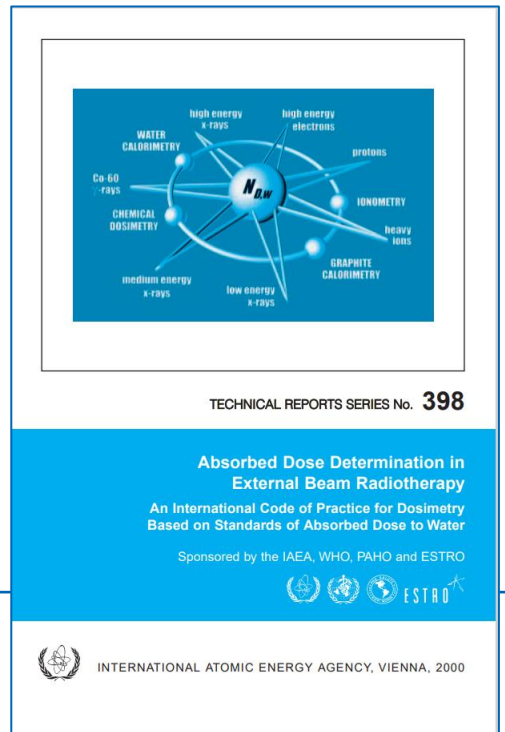 high energy
x-rays
high energy
electrons
WATER
CALORIMETRY
protons
Co-60
γ-rays
N D,W
IONOMETRY
CHEMICAL
DOSIMETRY
heavy
ions
GRAPHITE
CALORIMETRY
medium energy
x-rays
low energy
x-rays
TECHNICAL REPORTS SERIES No. 398
Absorbed Dose Determination in
External Beam Radiotherapy
An International Code of Practice for Dosimetry
Based on Standards of Absorbed Dose to Water
Sponsored by the IAEA, WHO, PAHO and ESTRO
ESTRO
INTERNATIONAL ATOMIC ENERGY AGENCY, VIENNA, 2000